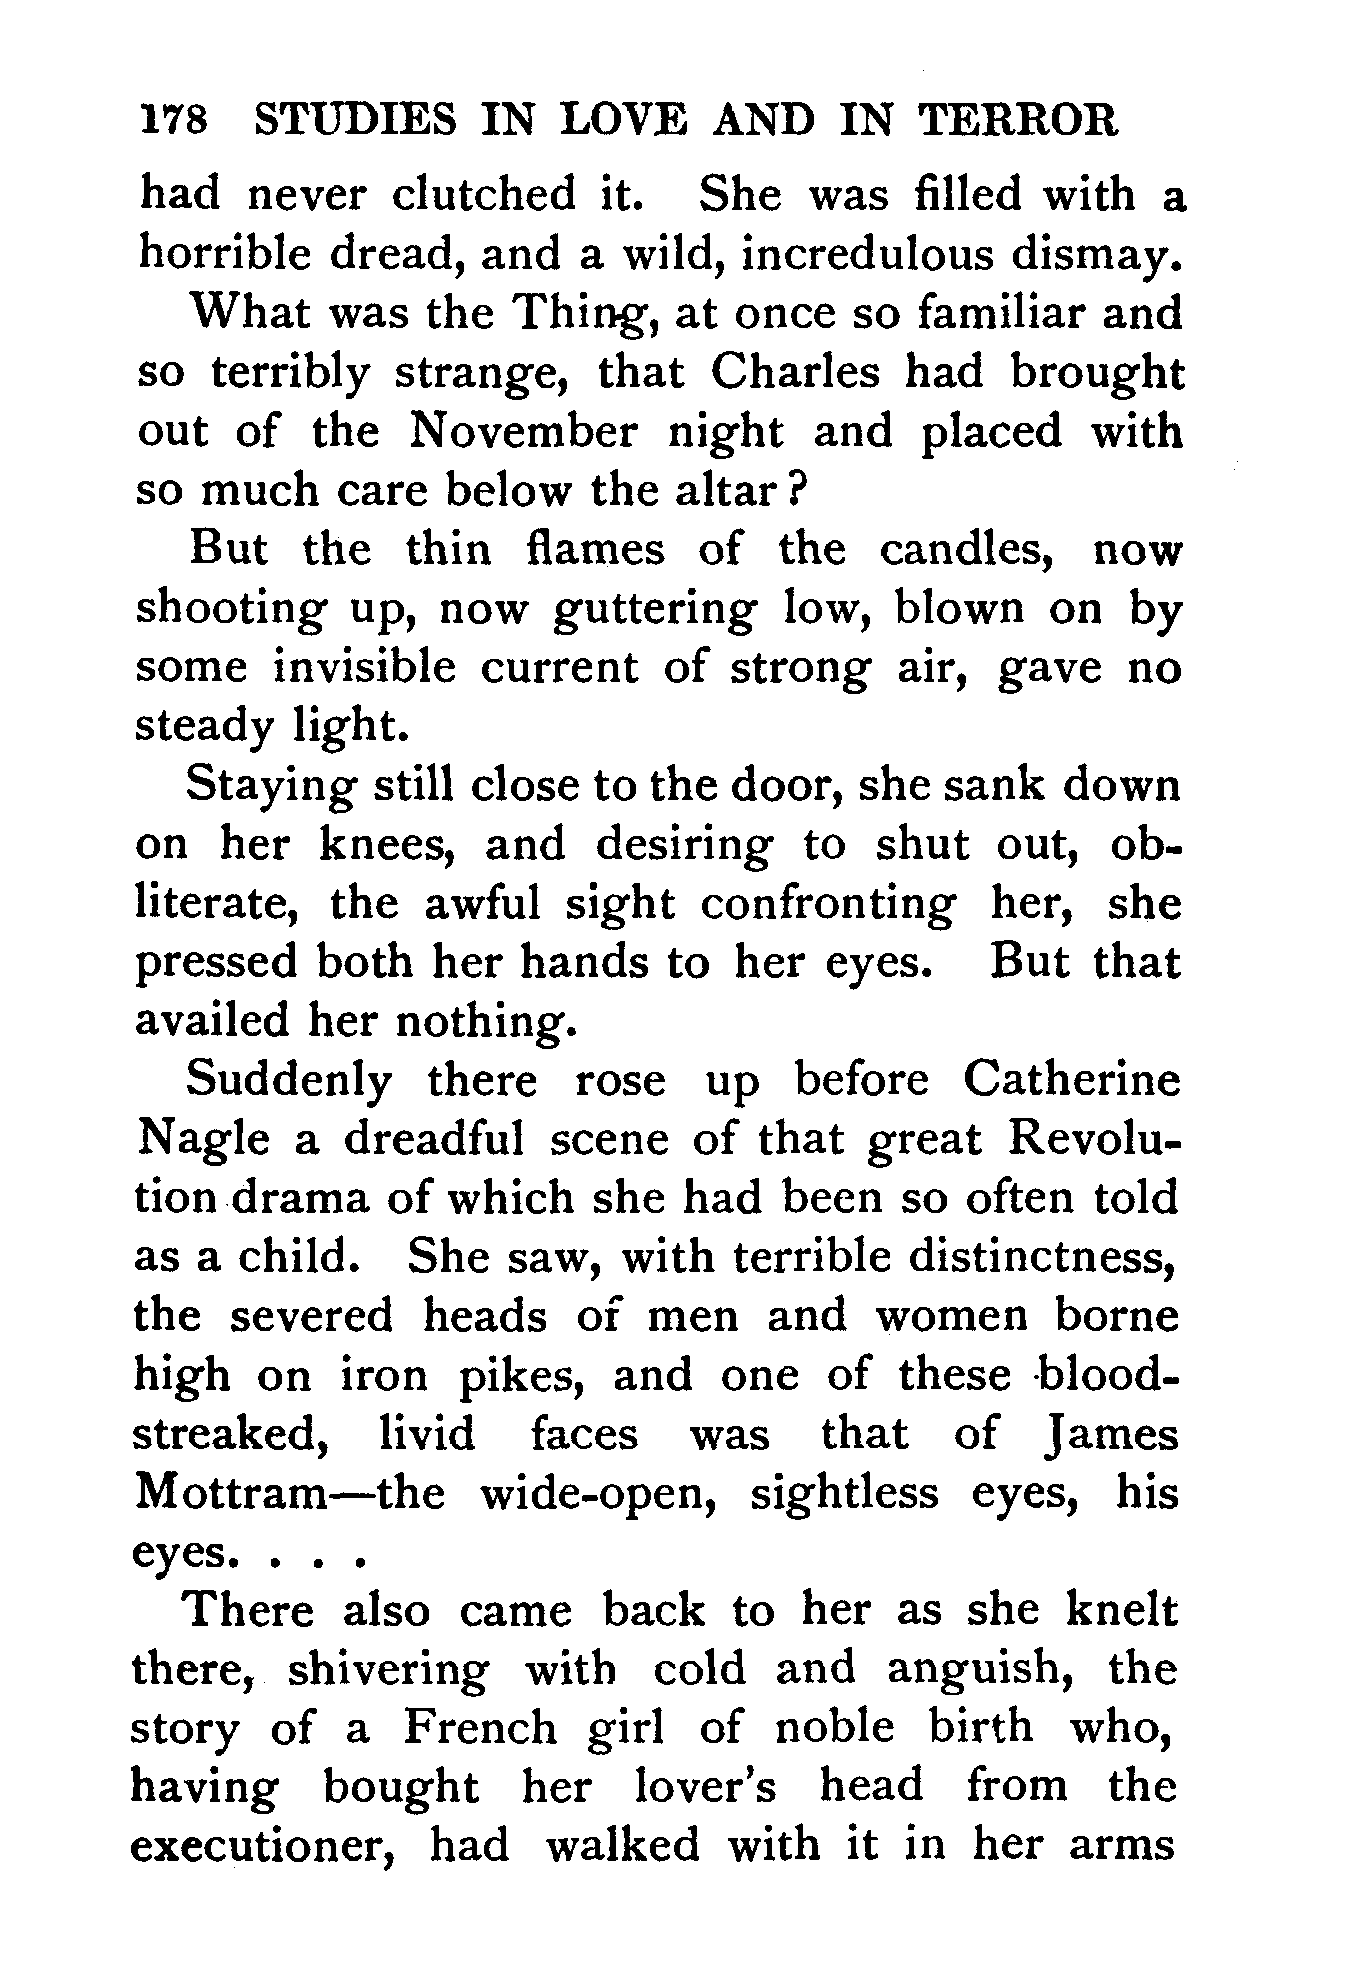 178 STUDIES IN LOVE AND IN TERROR
had never clutched it. She was filled with a
horrible dread, and a wild, incredulous dismay.
What was the Thing, at once so familiar and
so terribly strange, that Charles had brought
out of the November night and placed with
so much care below the altar?
But the thin flames of the candles, now
shooting up, now guttering low, blown on by
some invisible current of strong air, gave no
steady light.
Staying still close to the door, she sank down
on her knees, and desiring to shut out, ob-
literate, the awful sight confronting her, she
pressed both her hands to her eyes. But that
availed her nothing.
Suddenly there rose up before Catherine
Nagle a dreadful scene of that great Revolu-
tion drama of which she had been so often told
as a child. She saw, with terrible distinctness,
the severed heads of men and women borne
high on iron pikes, and one of these blood-
streaked, livid faces was that of James
Mottram—the wide-open, sightless eyes, his
eyes. . . .
There also came back to her as she knelt
there, shivering with cold and anguish, the
story of a French girl of noble birth who,
having bought her lover's head from the
executioner, had walked with it in her arms